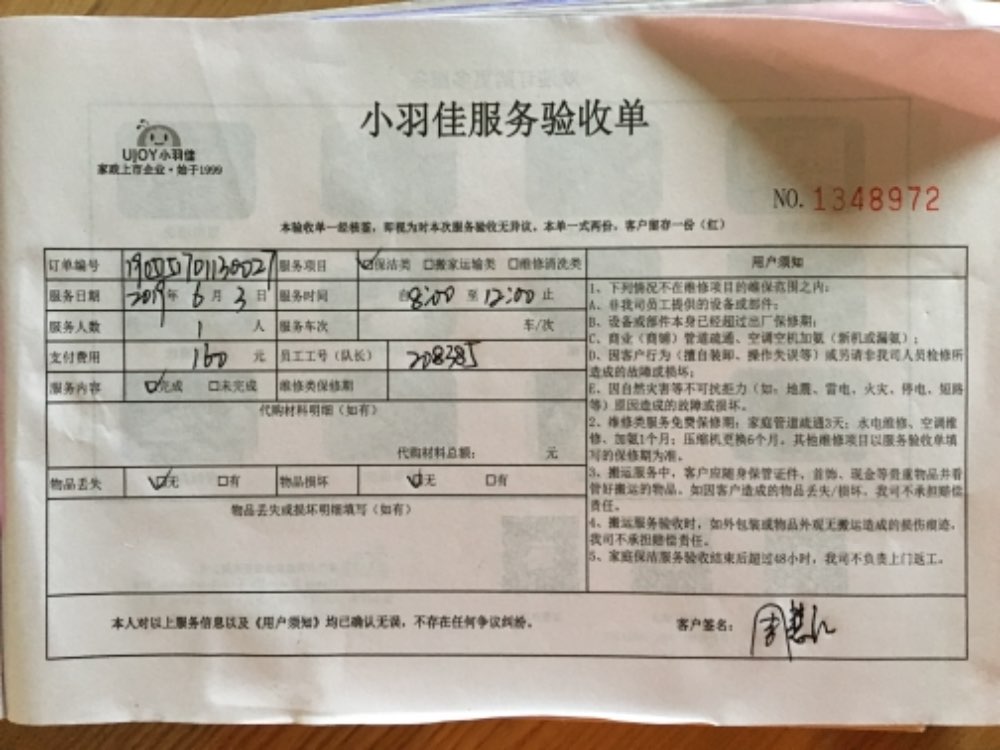 小羽佳服务验收单
UJOY小羽佳
家政上市企业·始于1999
NO. 1348972
本验收单一经核签，即视为对本次服务验收无异议。本单一式两份，客户留存一份（红）
订单编号 服务项目 ☑保洁类 □搬家运输类 □维修清洗类
服务日期 2019年 6月 3日 服务时间 自8:00 至12:00止
服务人数 1 人 服务车次 车/次
支付费用 160 元 员工工号（队长） 208385
服务内容 ☑完成 □未完成 维修类保修期
代购材料明细（如有）
代购材料总额： 元
物品丢失 ☑无 □有 物品损坏 ☑无 □有
物品丢失或损坏明细填写（如有）
用户须知
1、下列情况不在维修项目的维保范围之内：
A、非我司员工提供的设备或部件；
B、设备或部件本身已经超过出厂保修期；
C、商业（商铺）管道疏通、空调空机加氨（新机或漏氨）；
D、因客户行为（擅自装卸、操作失误等）或另请非我司人员检修所
造成的故障或损坏；
E、因自然灾害等不可抗拒力（如：地震、雷电、火灾、停电、短路
等）原因造成的故障或损坏。
2、维修类服务免费保修期：家庭管道疏通3天；水电维修、空调维
修、加氨1个月；压缩机更换6个月。其他维修项目以服务验收单填
写的保修期为准。
3、搬运服务中，客户应随身保管证件、首饰、现金等贵重物品并看
管好搬运的物品。如因客户造成的物品丢失/损坏，我司不承担赔偿
责任。
4、搬运服务验收时，如外包装或物品外观无搬运造成的损伤痕迹，
我司不承担赔偿责任。
5、家庭保洁服务验收结束后超过48小时，我司不负责上门返工。
本人对以上服务信息以及《用户须知》均已确认无误，不存在任何争议纠纷。
客户签名：